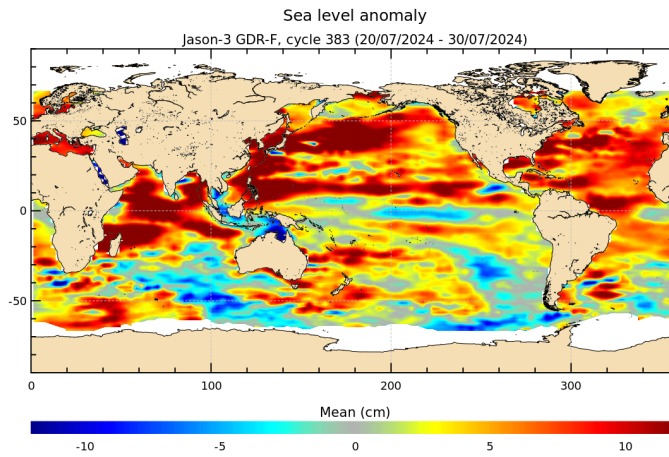 Sea level anomaly
Jason-3 GDR-F, cycle 383 (20/07/2024 - 30/07/2024)
50
0
-50
0 100 200 300
Mean (cm)
-10 -5 0 5 10